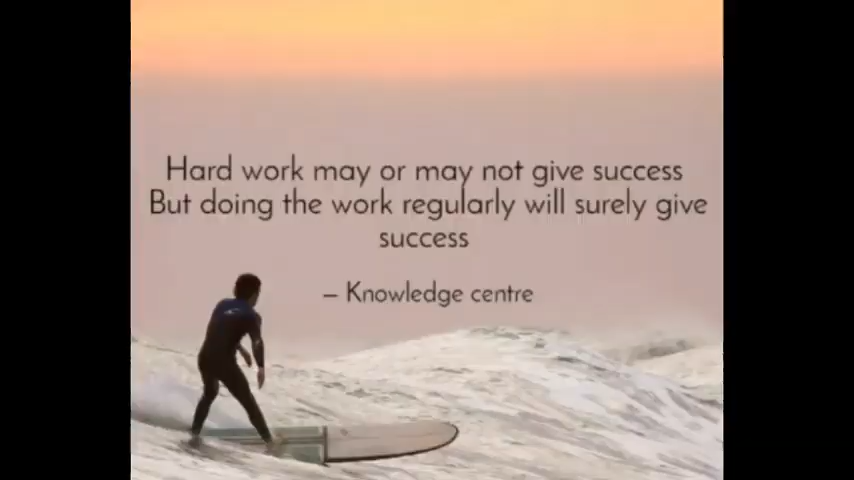 Hard work may or may not give success
But doing the work regularly will surely give
success
– Knowledge centre